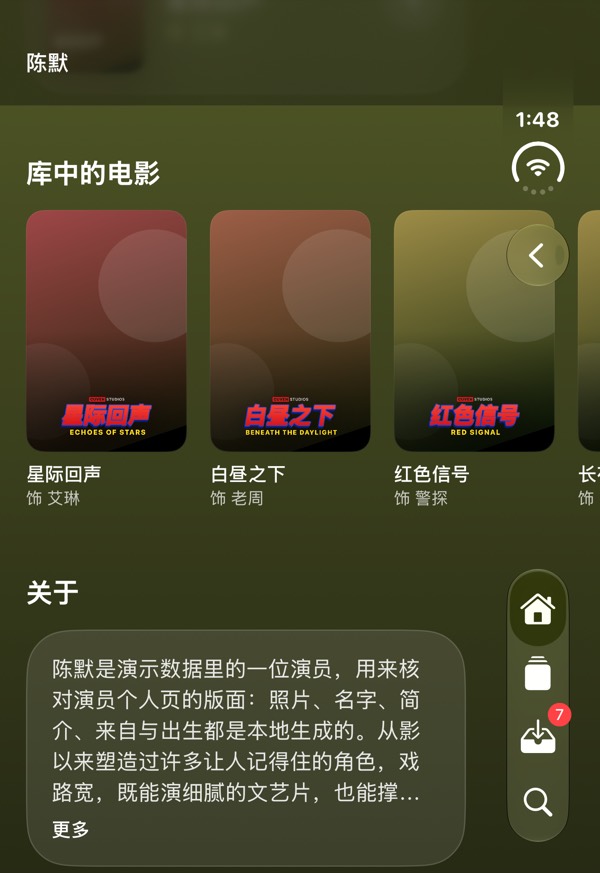 陈默
1:48
库中的电影
STUDIOS
星际回声
ECHOES OF STARS
STUDIOS
白昼之下
BENEATH THE DAYLIGHT
STUDIOS
红色信号
RED SIGNAL
星际回声
饰 艾琳
白昼之下
饰 老周
红色信号
饰 警探
饰
关于
陈默是演示数据里的一位演员，用来核
对演员个人页的版面：照片、名字、简
介、来自与出生都是本地生成的。从影
以来塑造过许多让人记得住的角色，戏
路宽，既能演细腻的文艺片，也能撑…
更多
7